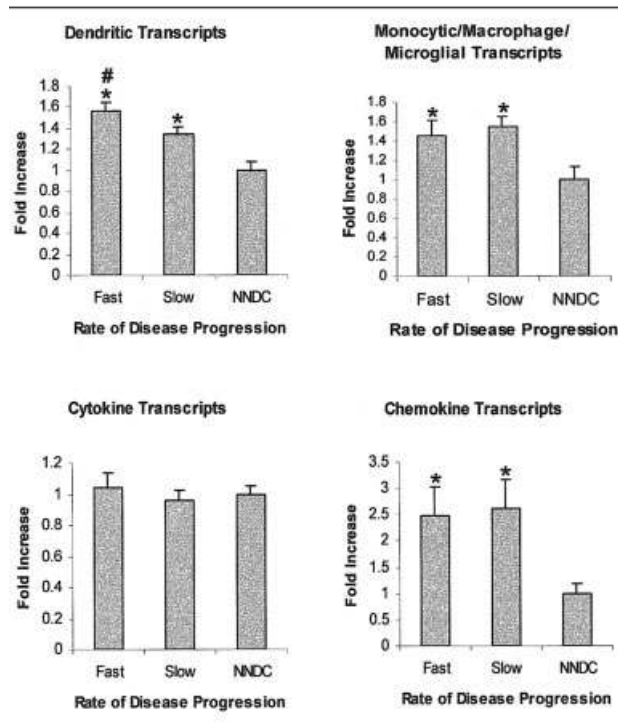 Dendritic Transcripts
#
*
*
1.8
1.6
1.4
1.2
1
0.8
0.6
0.4
0.2
0
Fold Increase
Fast Slow NNDC
Rate of Disease Progression
Monocytic/Macrophage/
Microglial Transcripts
*
*
1.8
1.6
1.4
1.2
1
0.8
0.6
0.4
0.2
0
Fold Increase
Fast Slow NNDC
Rate of Disease Progression
Cytokine Transcripts
1.2
1
0.8
0.6
0.4
0.2
0
Fold Increase
Fast Slow NNDC
Rate of Disease Progression
Chemokine Transcripts
*
*
3.5
3
2.5
2
1.5
1
0.5
0
Fold Increase
Fast Slow NNDC
Rate of Disease Progression